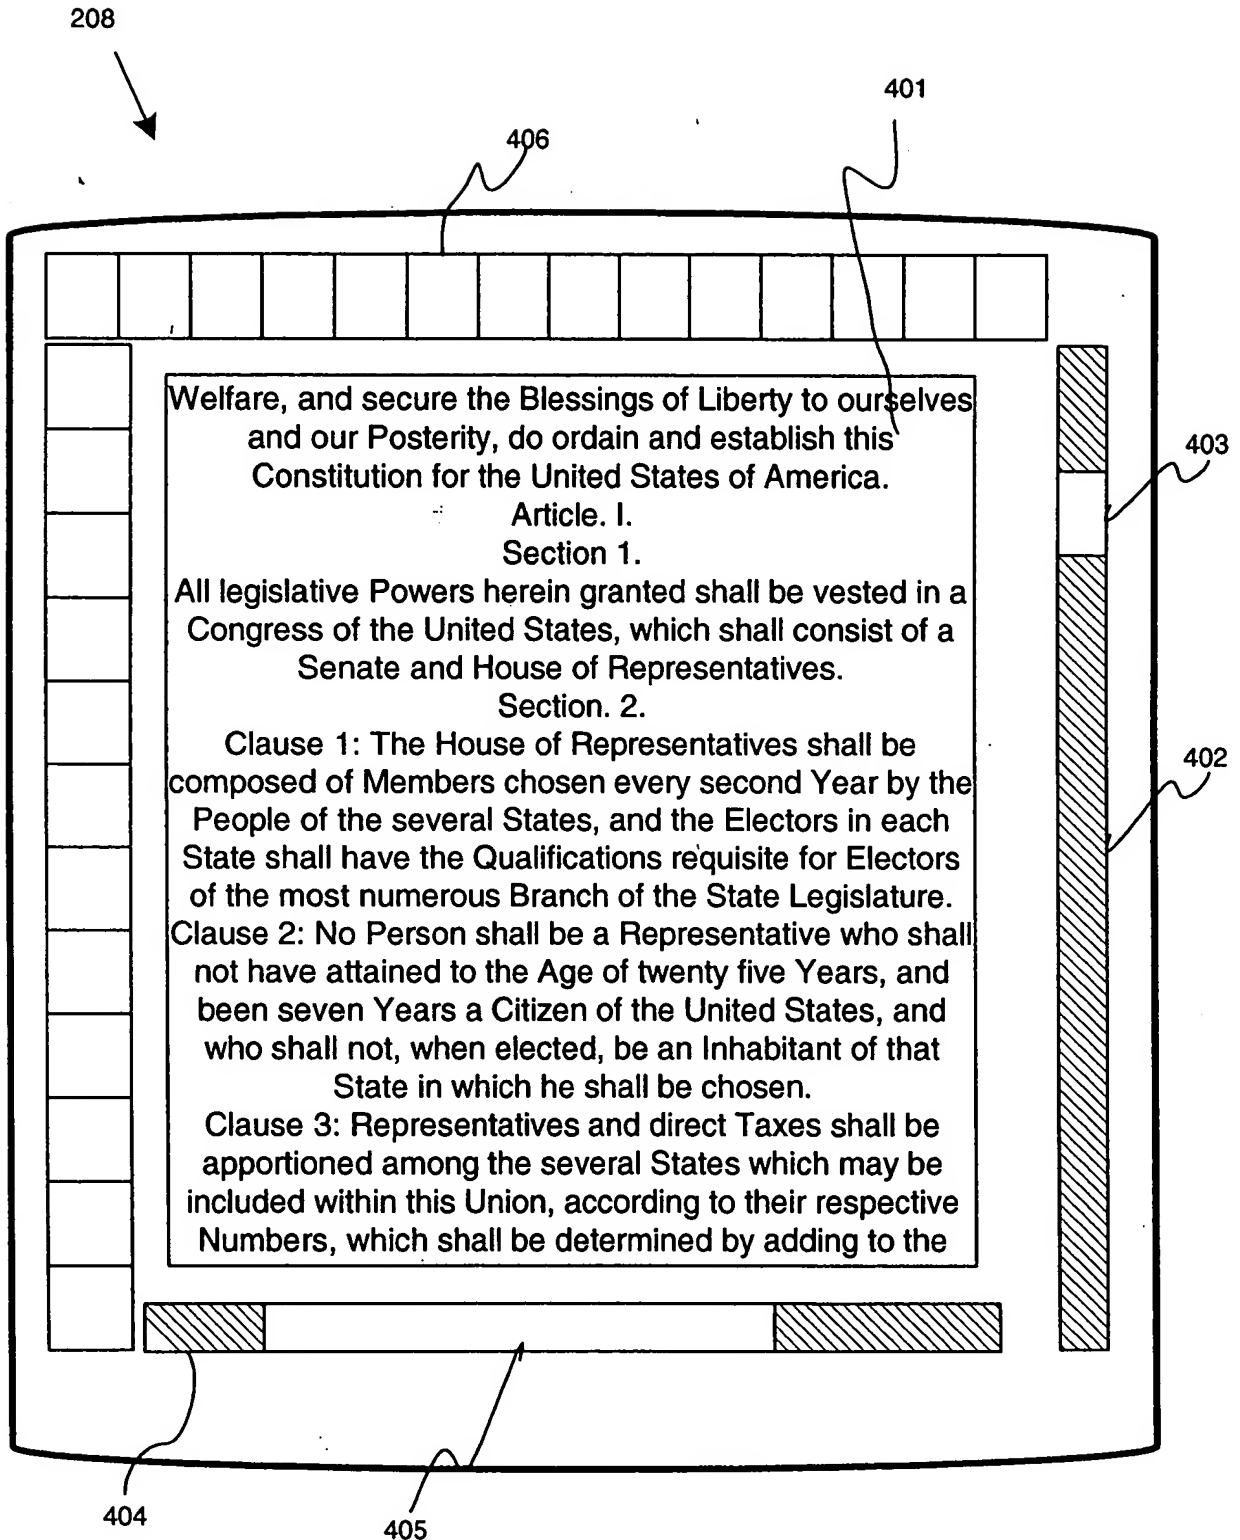 208
401
406
Welfare, and secure the Blessings of Liberty to ourselves
and our Posterity, do ordain and establish this
Constitution for the United States of America.
Article. I.
Section 1.
All legislative Powers herein granted shall be vested in a
Congress of the United States, which shall consist of a
Senate and House of Representatives.
Section. 2.
Clause 1: The House of Representatives shall be
composed of Members chosen every second Year by the
People of the several States, and the Electors in each
State shall have the Qualifications requisite for Electors
of the most numerous Branch of the State Legislature.
Clause 2: No Person shall be a Representative who shall
not have attained to the Age of twenty five Years, and
been seven Years a Citizen of the United States, and
who shall not, when elected, be an Inhabitant of that
State in which he shall be chosen.
Clause 3: Representatives and direct Taxes shall be
apportioned among the several States which may be
included within this Union, according to their respective
Numbers, which shall be determined by adding to the
403
402
404
405